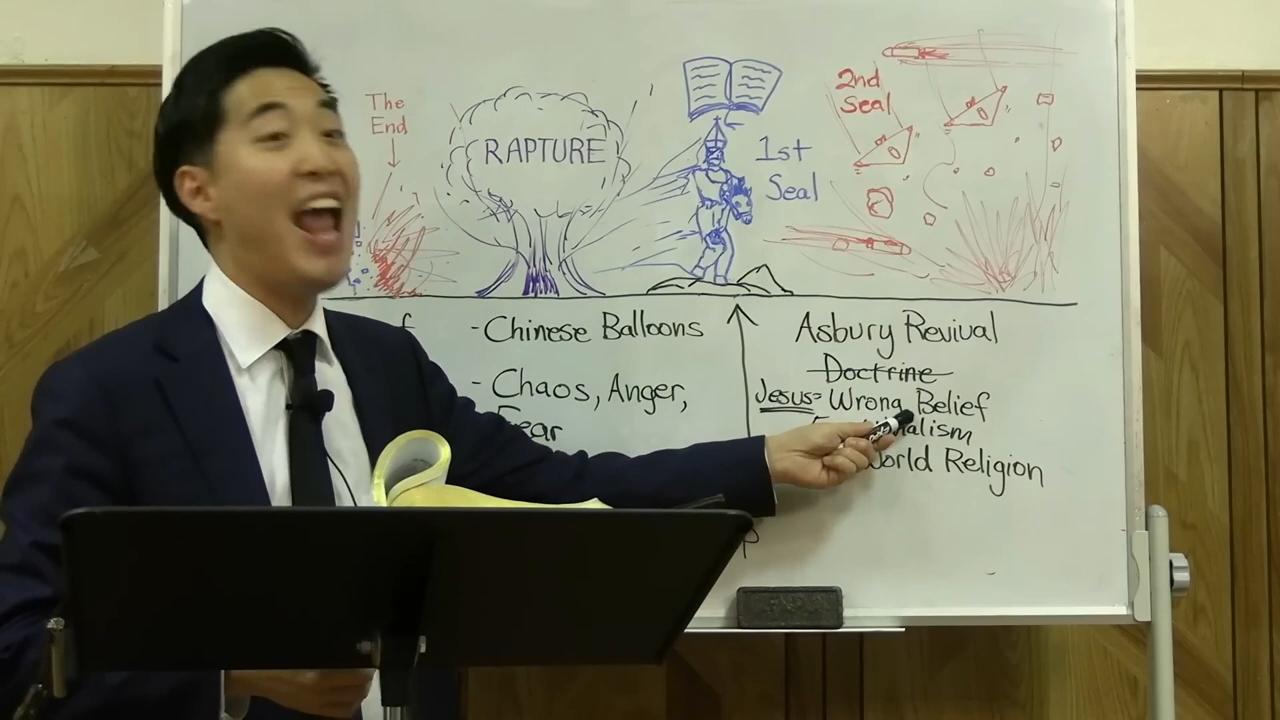 The
End
RAPTURE
1st
Seal
2nd
Seal
- Chinese Balloons
- Chaos, Anger,
Fear
Asbury Revival
Doctrine
Jesus = Wrong Belief
World Religion